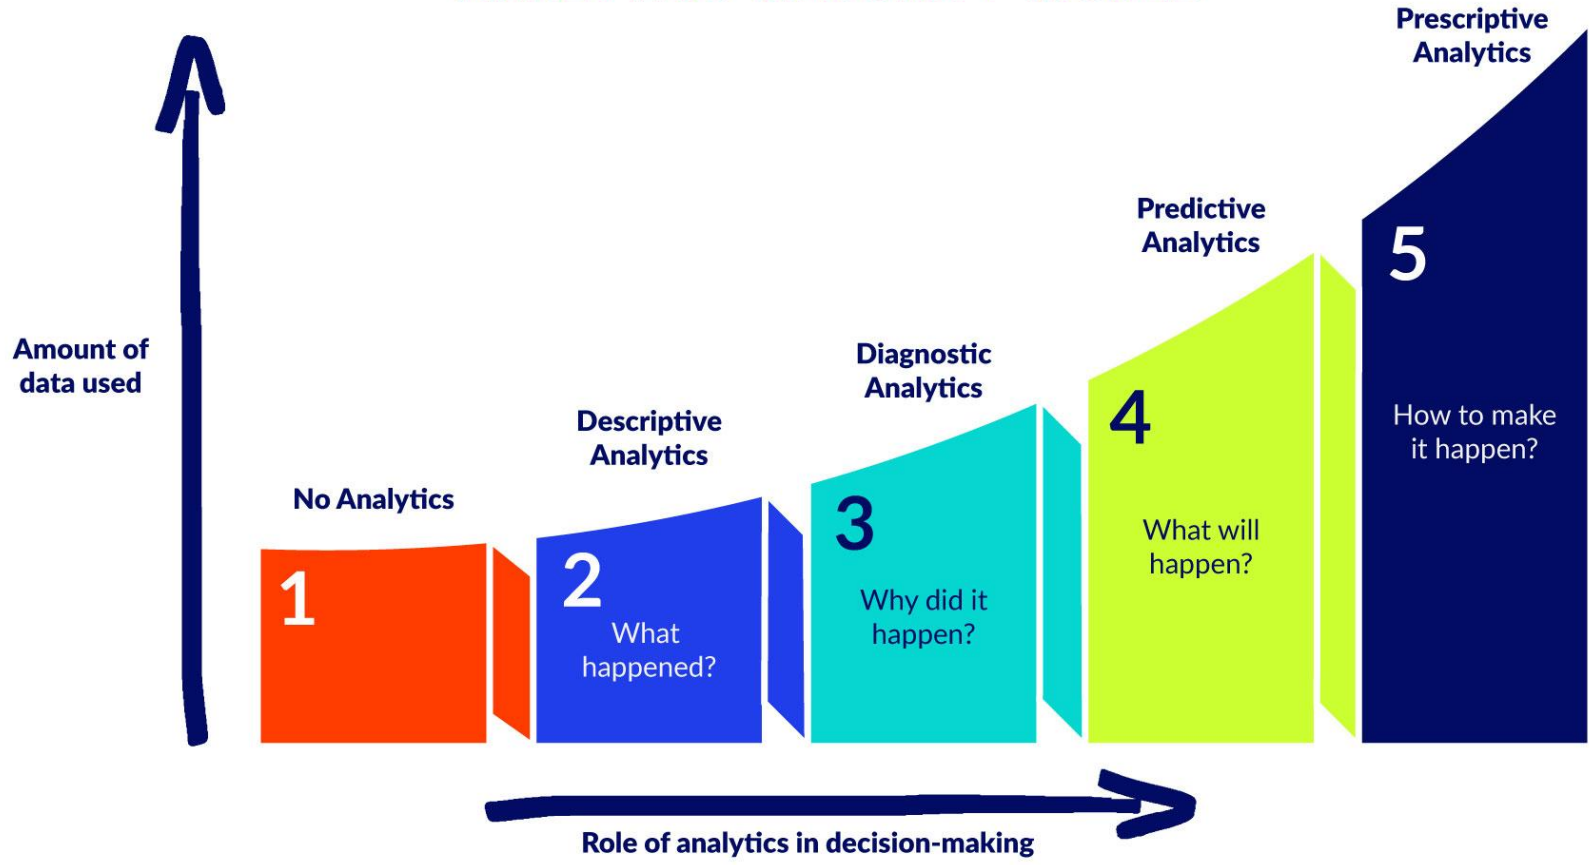 Prescriptive
Analytics
Predictive
Analytics
5
Amount of
data used
Diagnostic
Analytics
4
How to make
it happen?
Descriptive
Analytics
No Analytics
3
What will
happen?
2
1
Why did it
happen?
What
happened?
Role of analytics in decision-making